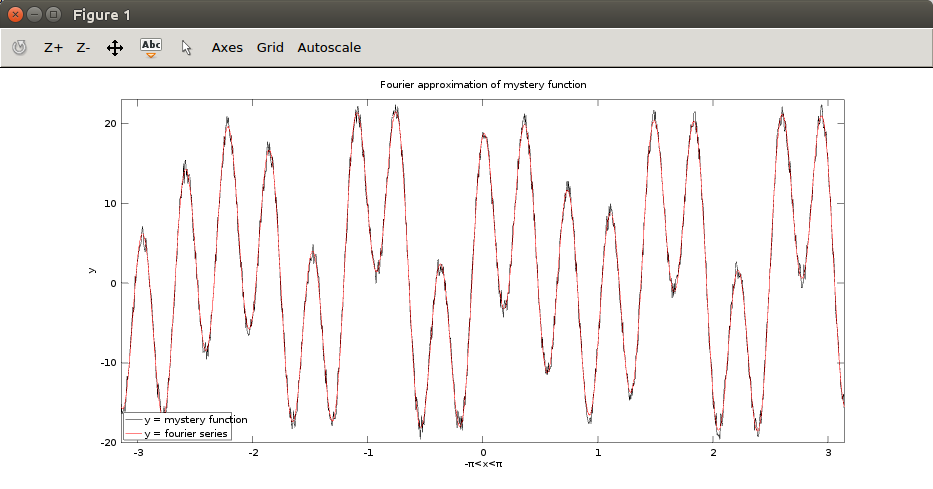 Figure 1
Z+ Z- Abc Axes Grid Autoscale
Fourier approximation of mystery function
20
10
0
-10
-20
y
y = mystery function
y = fourier series
-3 -2 -1 0 1 2 3
-π<x<π